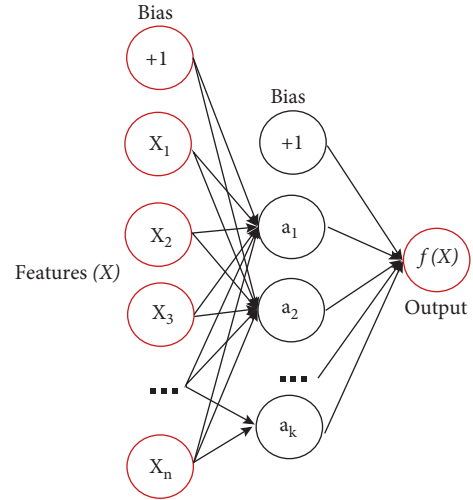 Bias
+1
X1
X2
Features (X)
X3
...
Xn
Bias
+1
a1
a2
...
ak
f (X)
Output